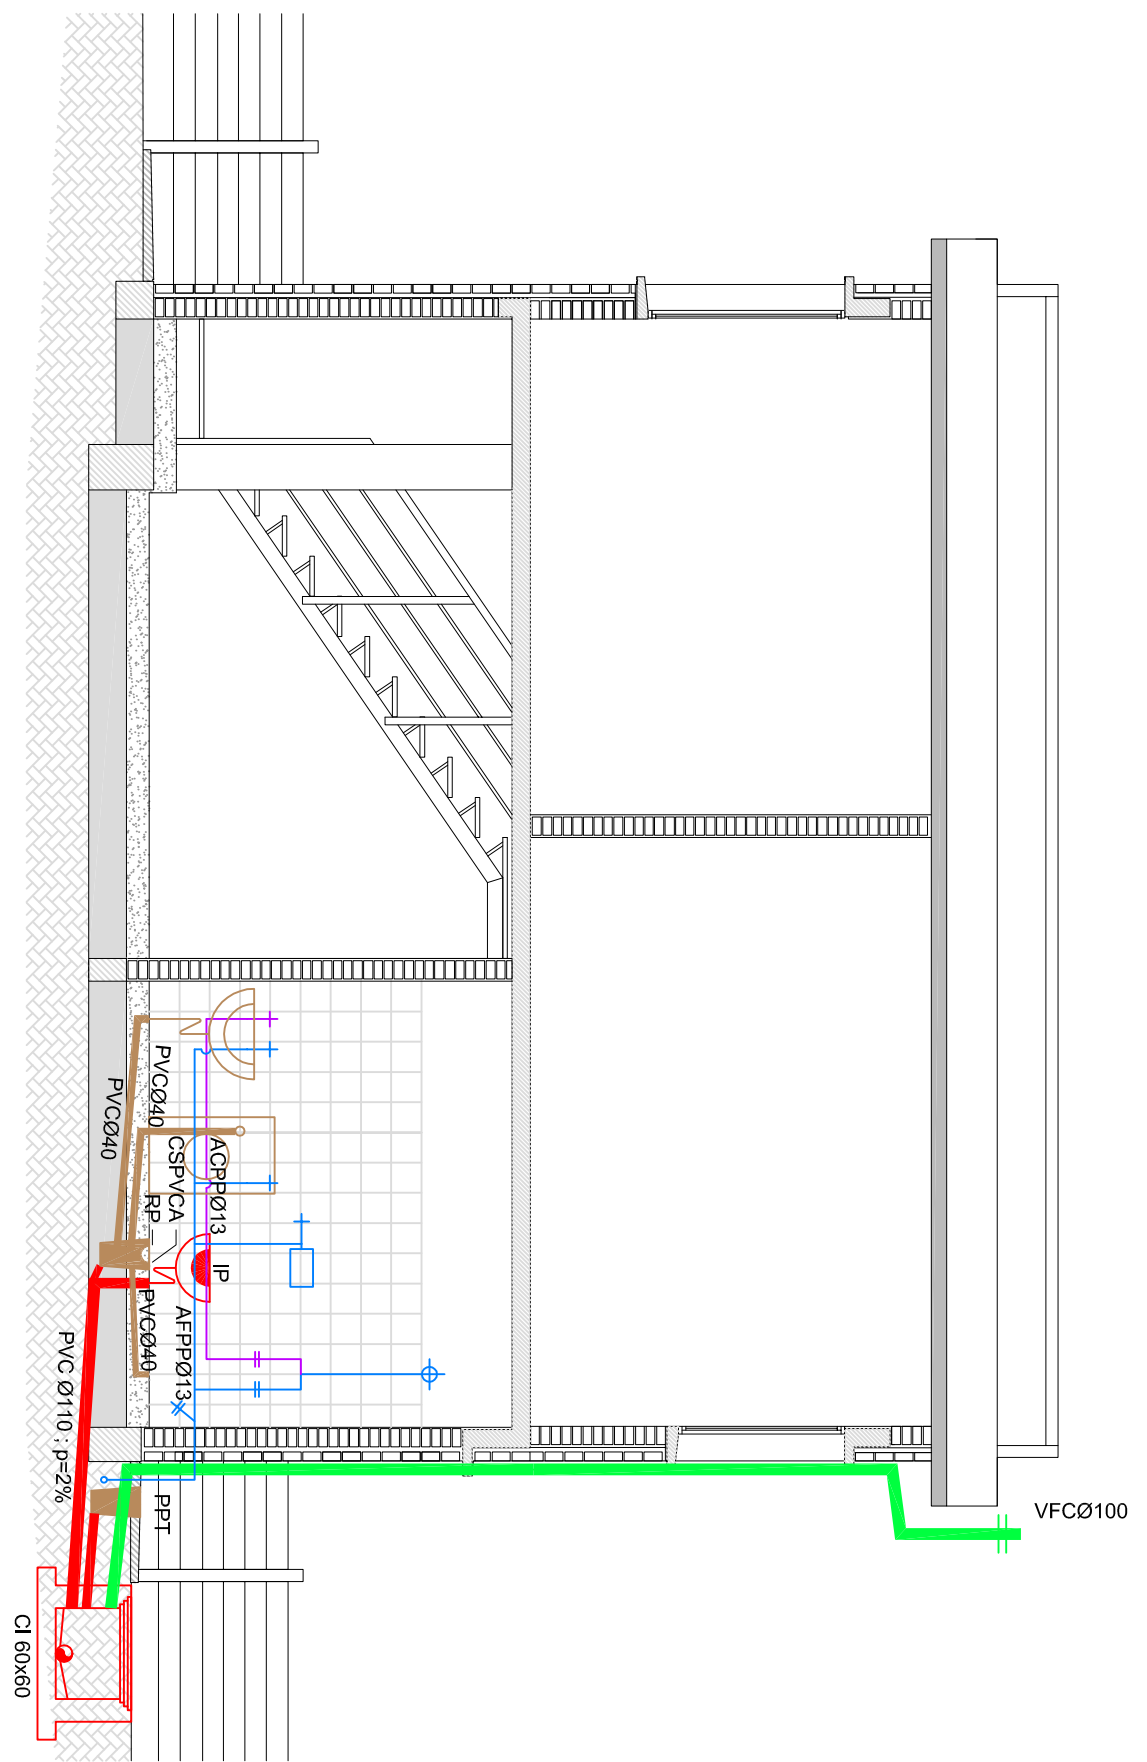 VFCØ100
PVCØ40
PVCØ40
ACPPØ13
CSPVCA
RP
IP
PVCØ40
AFPPØ13
PVC Ø110 ; p=2%
PPT
CI 60x60